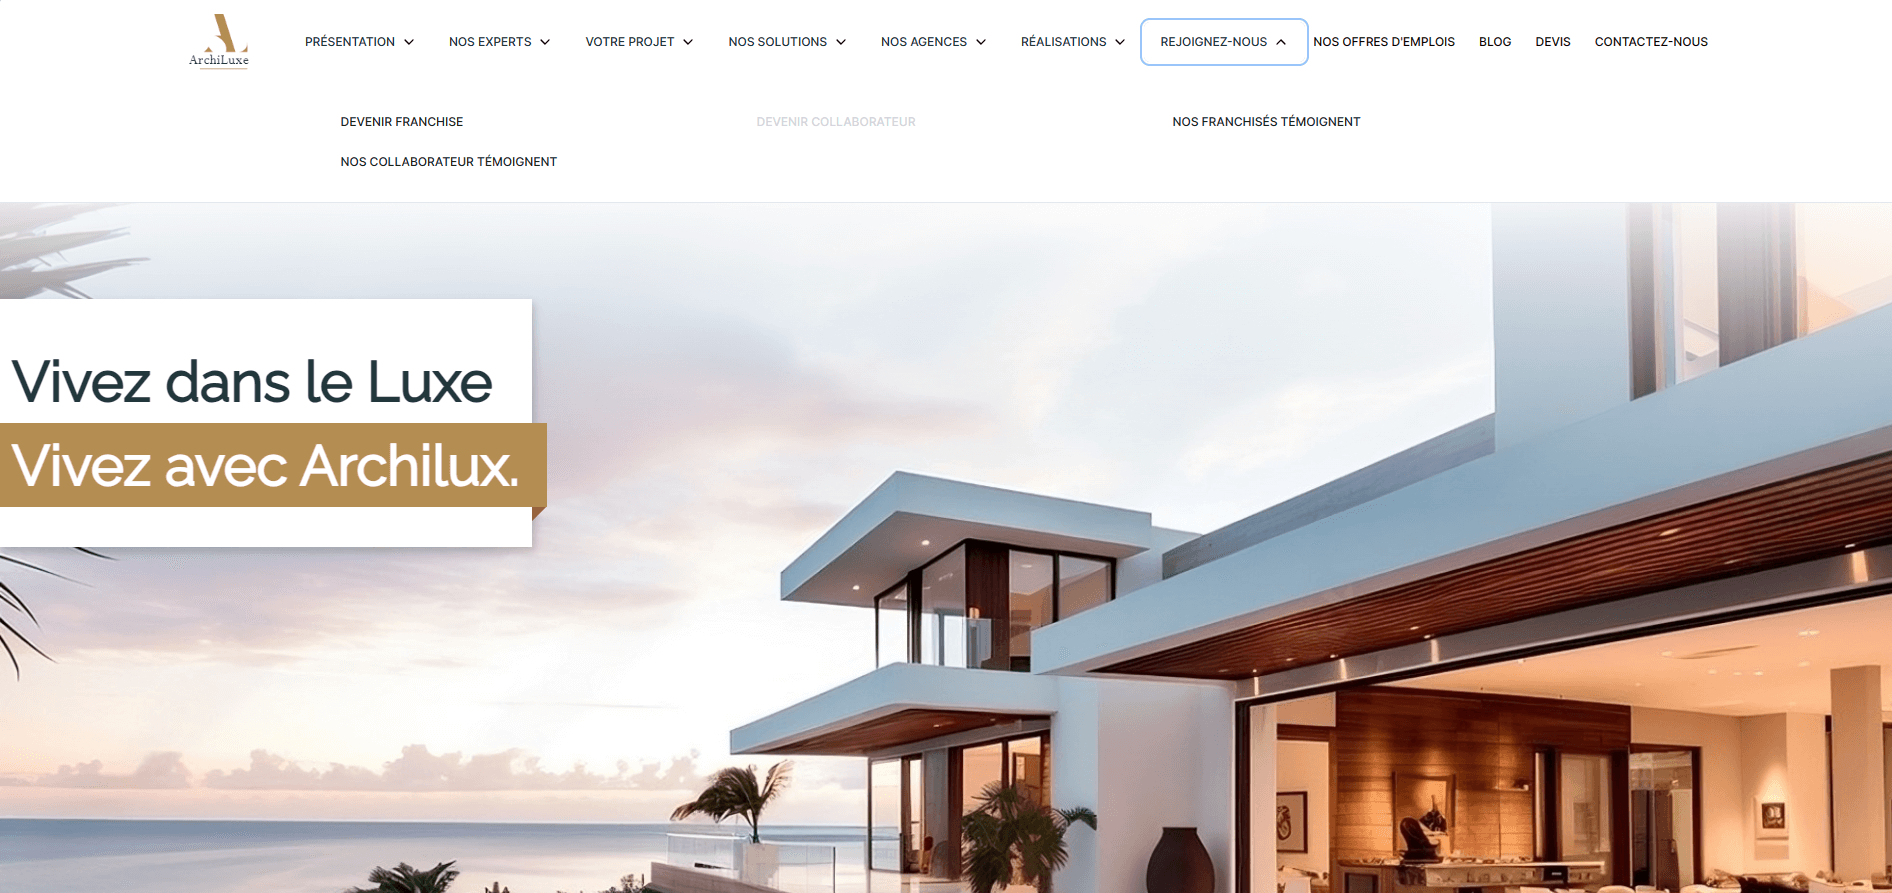 ArchiLuxe
PRÉSENTATION
NOS EXPERTS
VOTRE PROJET
NOS SOLUTIONS
NOS AGENCES
RÉALISATIONS
REJOIGNEZ-NOUS
NOS OFFRES D'EMPLOIS
BLOG
DEVIS
CONTACTEZ-NOUS
DEVENIR FRANCHISE
DEVENIR COLLABORATEUR
NOS FRANCHISÉS TÉMOIGNENT
NOS COLLABORATEUR TÉMOIGNENT
Vivez dans le Luxe
Vivez avec Archilux.